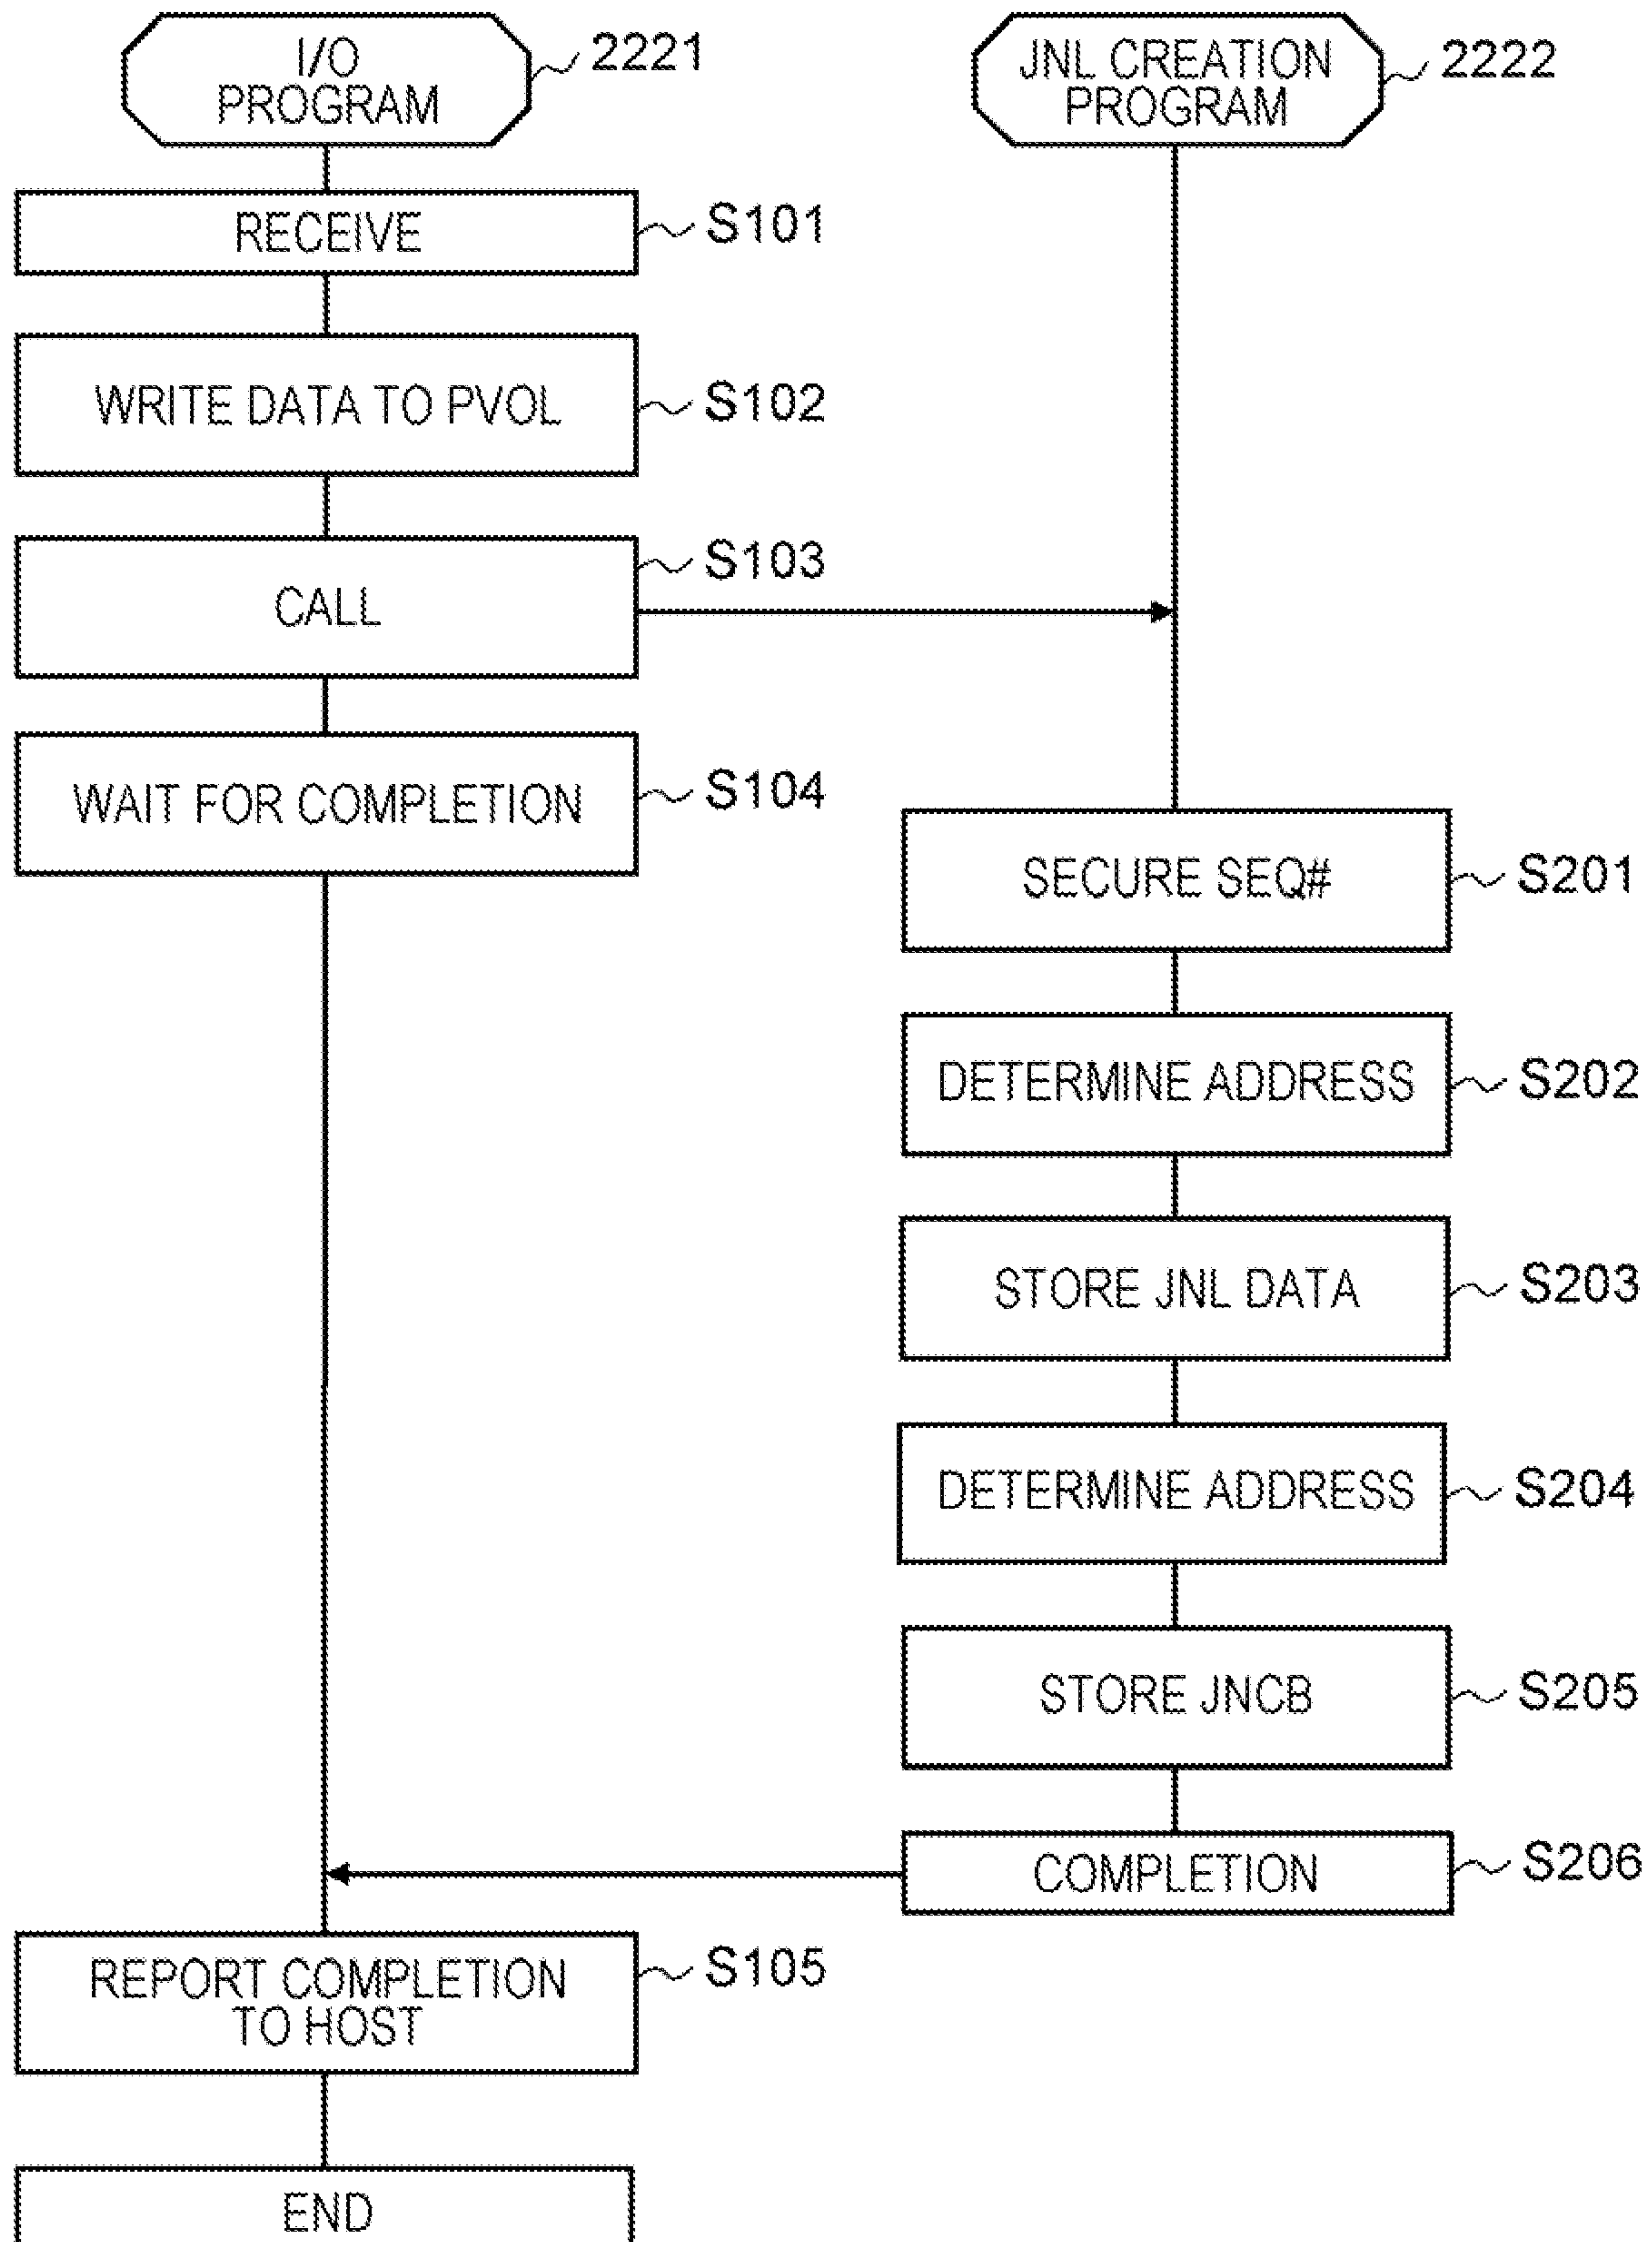 I/O
PROGRAM
2221
RECEIVE
S101
WRITE DATA TO PVOL
S102
CALL
S103
WAIT FOR COMPLETION
S104
REPORT COMPLETION
TO HOST
S105
END
JNL CREATION
PROGRAM
2222
SECURE SEQ#
S201
DETERMINE ADDRESS
S202
STORE JNL DATA
S203
DETERMINE ADDRESS
S204
STORE JNCB
S205
COMPLETION
S206